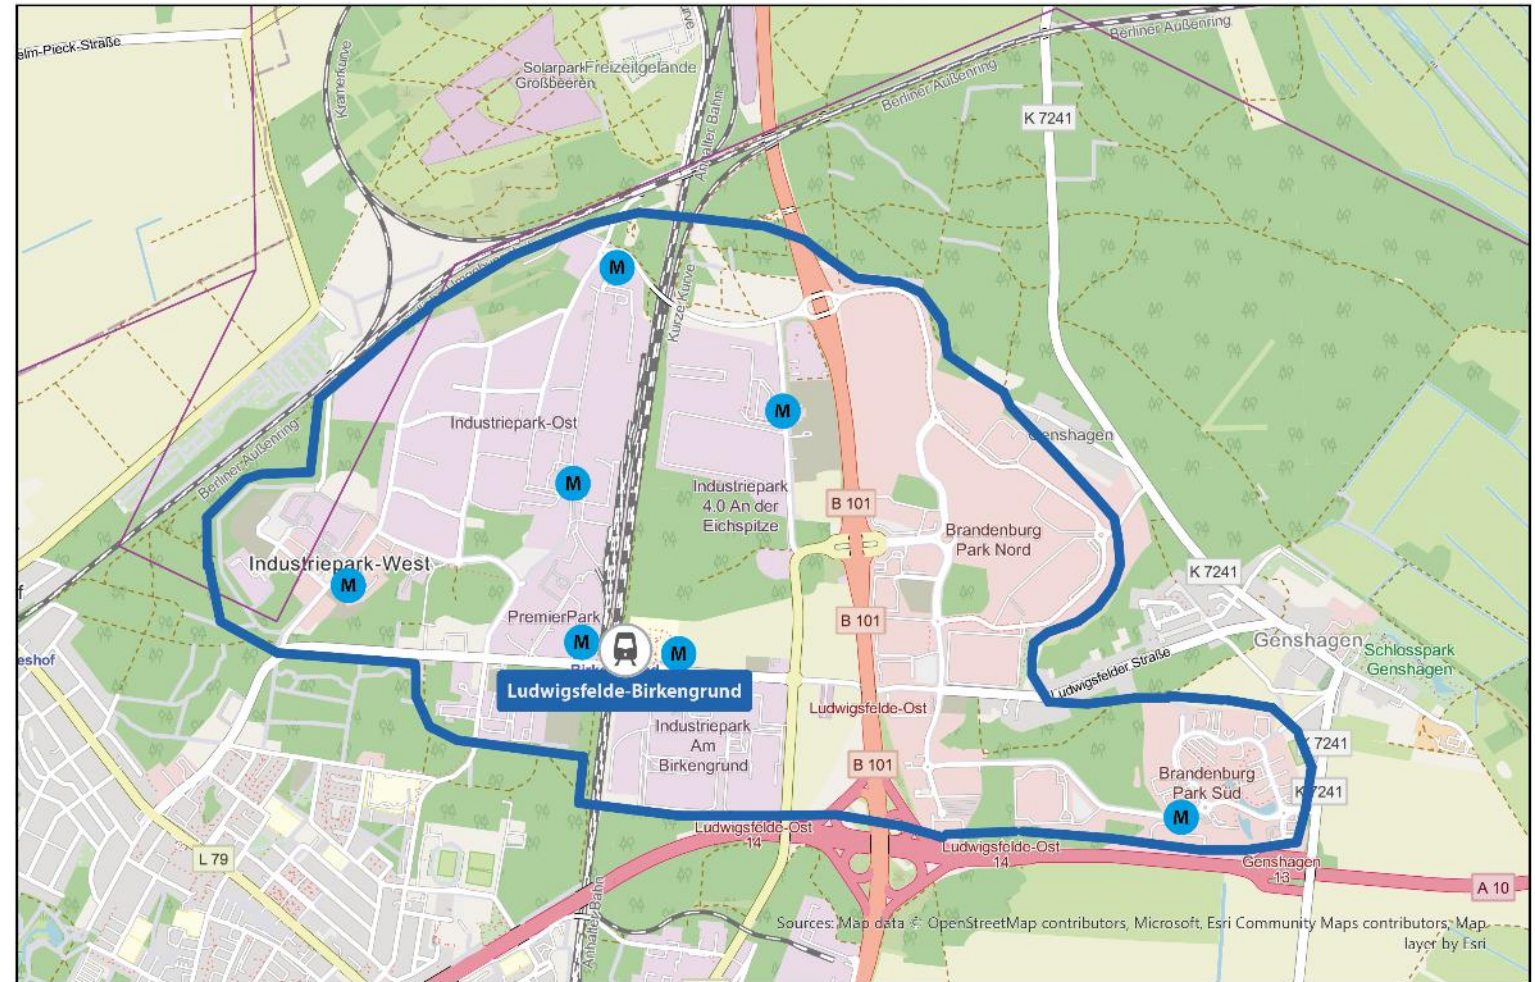 elm-Pieck-Straße
Kramerkurve
Solarpark
Großbeeren
Freizeitgelände
urve
Anhalter Bahn
Berliner Außenring
Berliner Außenring
K 7241
Kurze Kurve
Industriepark-Ost
Berliner Außenring
Genshagen
M
M
M
Industriepark
4.0 An der
Eichspitze
B 101
Brandenburg
Park Nord
Industriepark-West
M
K 7241
f
PremierPark
M
M
B 101
Genshagen
Schlosspark
Genshagen
eshof
Ludwigsfelde-Birkengrund
Ludwigsfelder Straße
Ludwigsfelde-Ost
Industriepark
Am
Birkengrund
B 101
7241
Brandenburg
Park Süd
K 7241
M
Ludwigsfelde-Ost
14
Ludwigsfelde-Ost
14
Genshagen
13
L 79
A 10
Anhalter Bahn
Sources: Map data © OpenStreetMap contributors, Microsoft, Esri Community Maps contributors, Map
layer by Esri